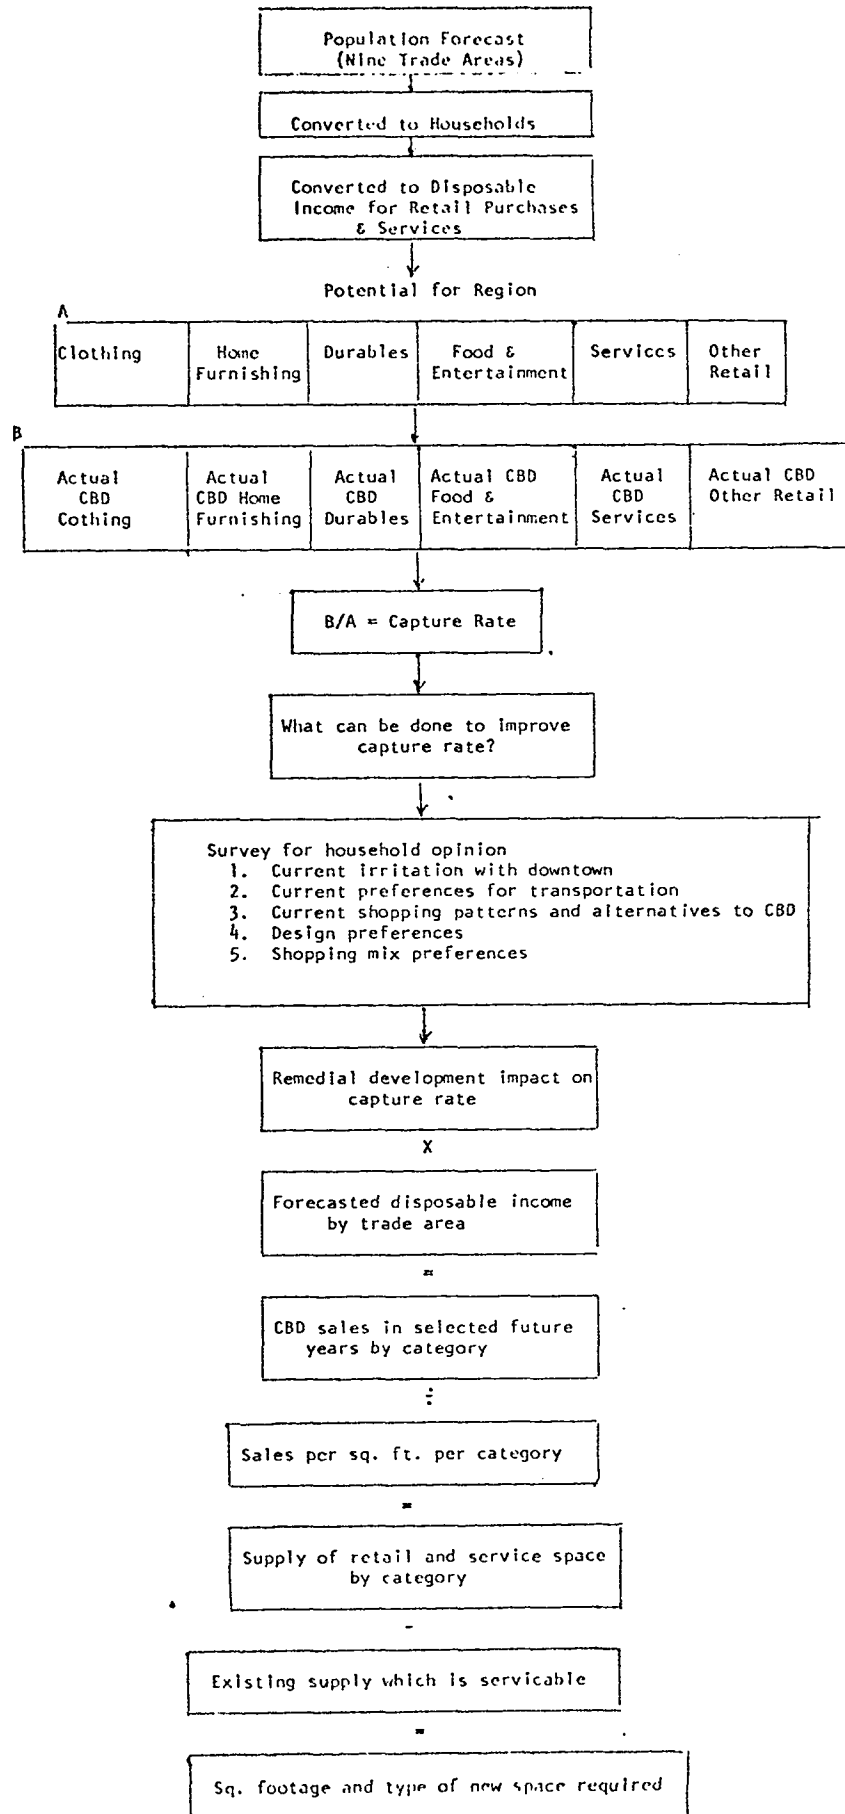 Population Forecast
(Nine Trade Areas)
Converted to Households
Converted to Disposable
Income for Retail Purchases
& Services
Potential for Region
A
Clothing
Home
Furnishing
Durables
Food &
Entertainment
Services
Other
Retail
B
Actual
CBD
Cothing
Actual
CBD Home
Furnishing
Actual
CBD
Durables
Actual CBD
Food &
Entertainment
Actual
CBD
Services
Actual CBD
Other Retail
B/A = Capture Rate
What can be done to improve
capture rate?
Survey for household opinion
1. Current irritation with downtown
2. Current preferences for transportation
3. Current shopping patterns and alternatives to CBD
4. Design preferences
5. Shopping mix preferences
Remedial development impact on
capture rate
X
Forecasted disposable income
by trade area
=
CBD sales in selected future
years by category
÷
Sales per sq. ft. per category
=
Supply of retail and service space
by category
-
Existing supply which is servicable
=
Sq. footage and type of new space required